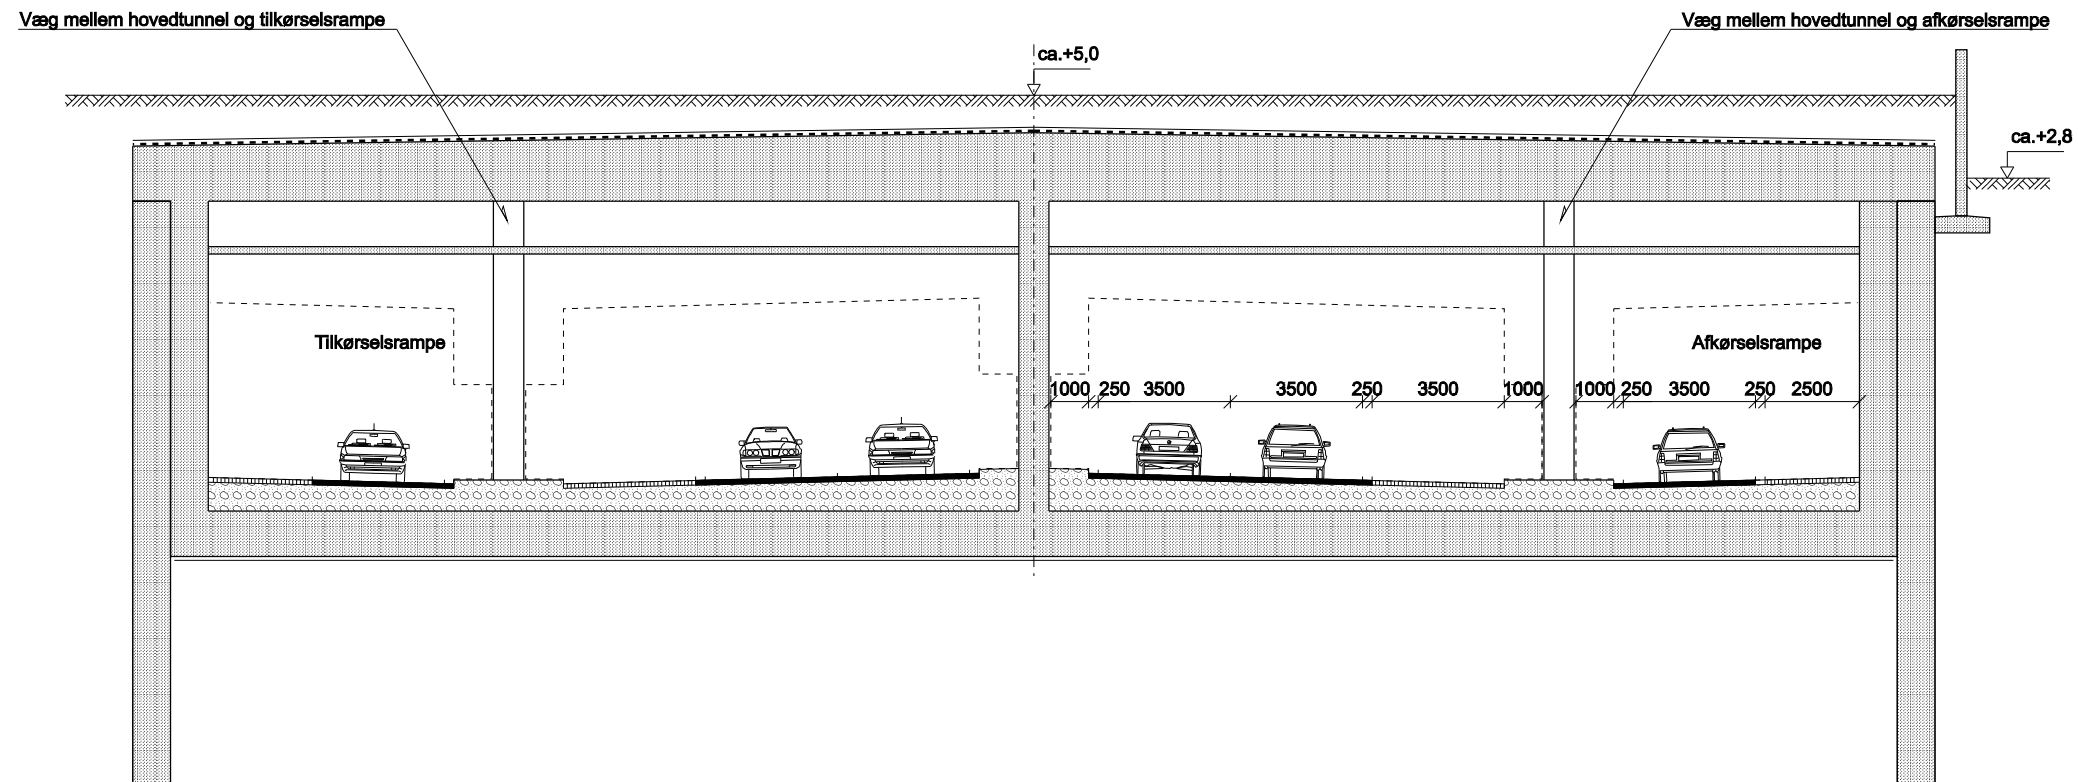 Væg mellem hovedtunnel og tilkørselsrampe
Væg mellem hovedtunnel og afkørselsrampe
ca.+5,0
ca.+2,8
Tilkørselsrampe
Afkørselsrampe
1000 250 3500 3500 250 3500 1000 1000 250 3500 250 2500